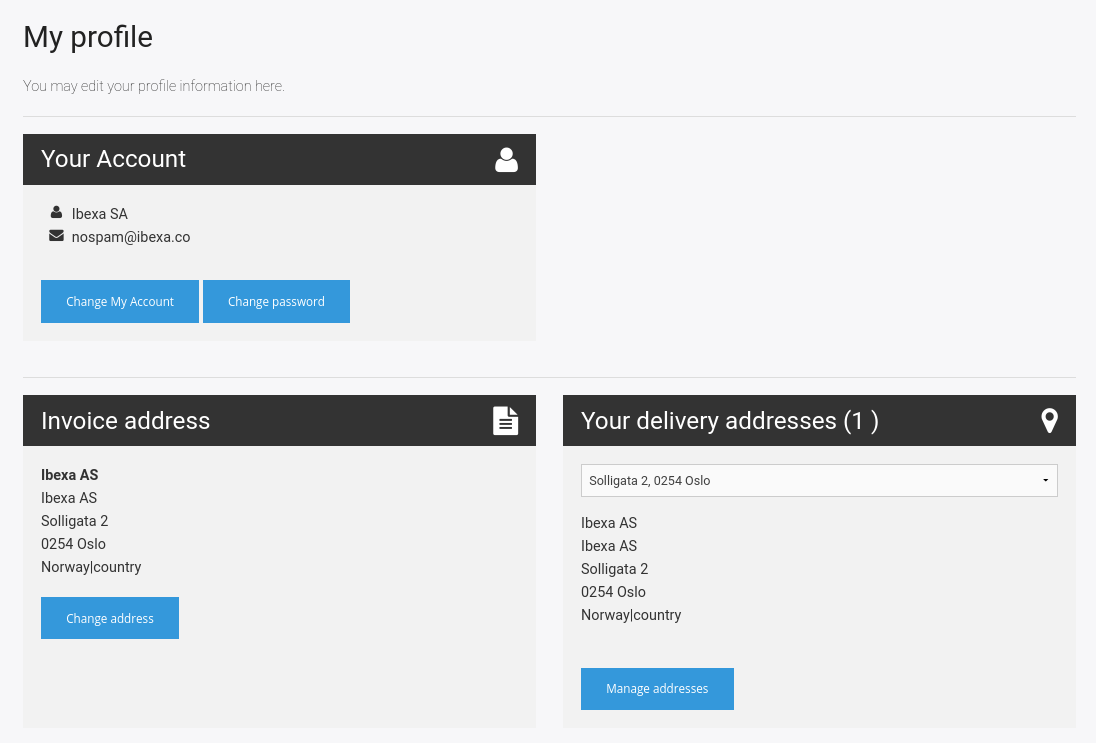 My profile
You may edit your profile information here.
Your Account
Ibexa SA
nospam@ibexa.co
Change My Account
Change password
Invoice address
Ibexa AS
Ibexa AS
Solligata 2
0254 Oslo
Norway|country
Change address
Your delivery addresses (1 )
Solligata 2, 0254 Oslo
Ibexa AS
Ibexa AS
Solligata 2
0254 Oslo
Norway|country
Manage addresses